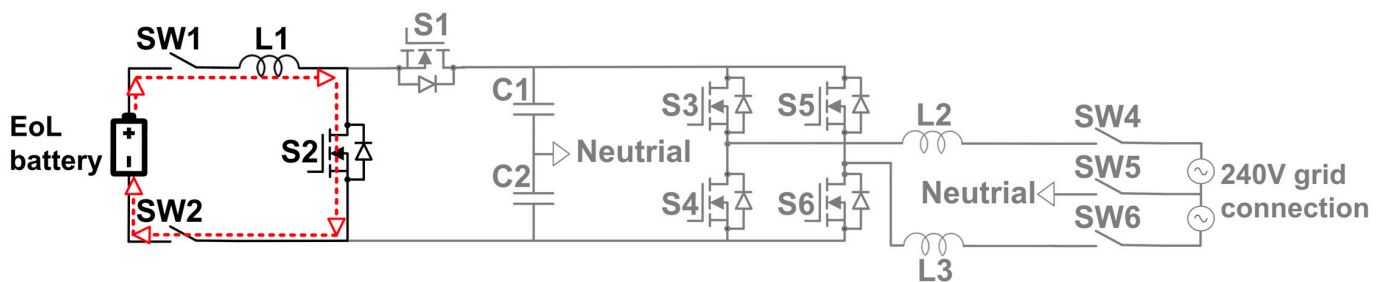 S1
SW1
L1
C1
S3
S5
L2
SW4
EoL
battery
+
-
S2
Neutrial
C2
S4
S6
Neutrial
SW5
240V grid
connection
SW2
SW6
L3